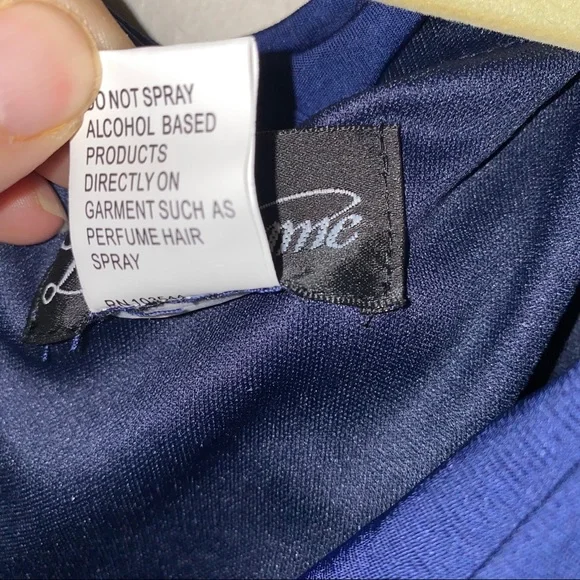 DO NOT SPRAY
ALCOHOL BASED
PRODUCTS
DIRECTLY ON
GARMENT SUCH AS
PERFUME HAIR
SPRAY